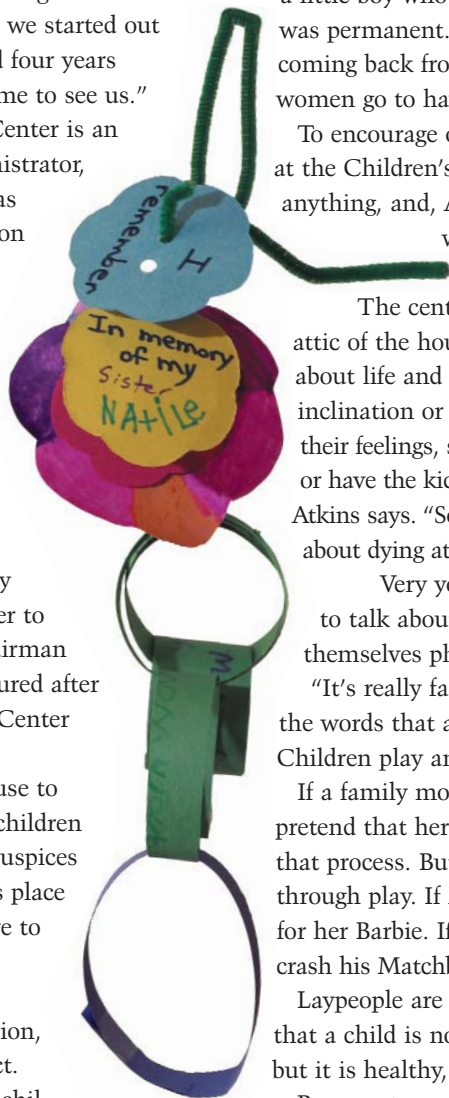 we started out
four years
me to see us.”
Center is an
as
on
er to
airman
ured after
Center
use to
children
uspices
s place
e to
ion,
ct.
chil
I
remember
In memory
of my
Sister
NAtiLe
a little boy who
was permanent.
coming back fro
women go to ha
To encourage o
at the Children’s
anything, and, A
w
The cent
attic of the hou
about life and
inclination or
their feelings, s
or have the kid
Atkins says. “So
about dying at
Very yo
to talk abou
themselves ph
“It’s really fa
the words that a
Children play an
If a family mo
pretend that her
that process. Bu
through play. If
for her Barbie. If
crash his Matchb
Laypeople are
that a child is no
but it is healthy,